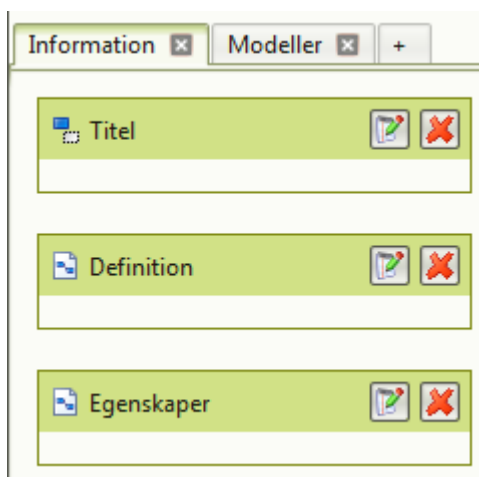 Information Modeller +
Titel
Definition
Egenskaper